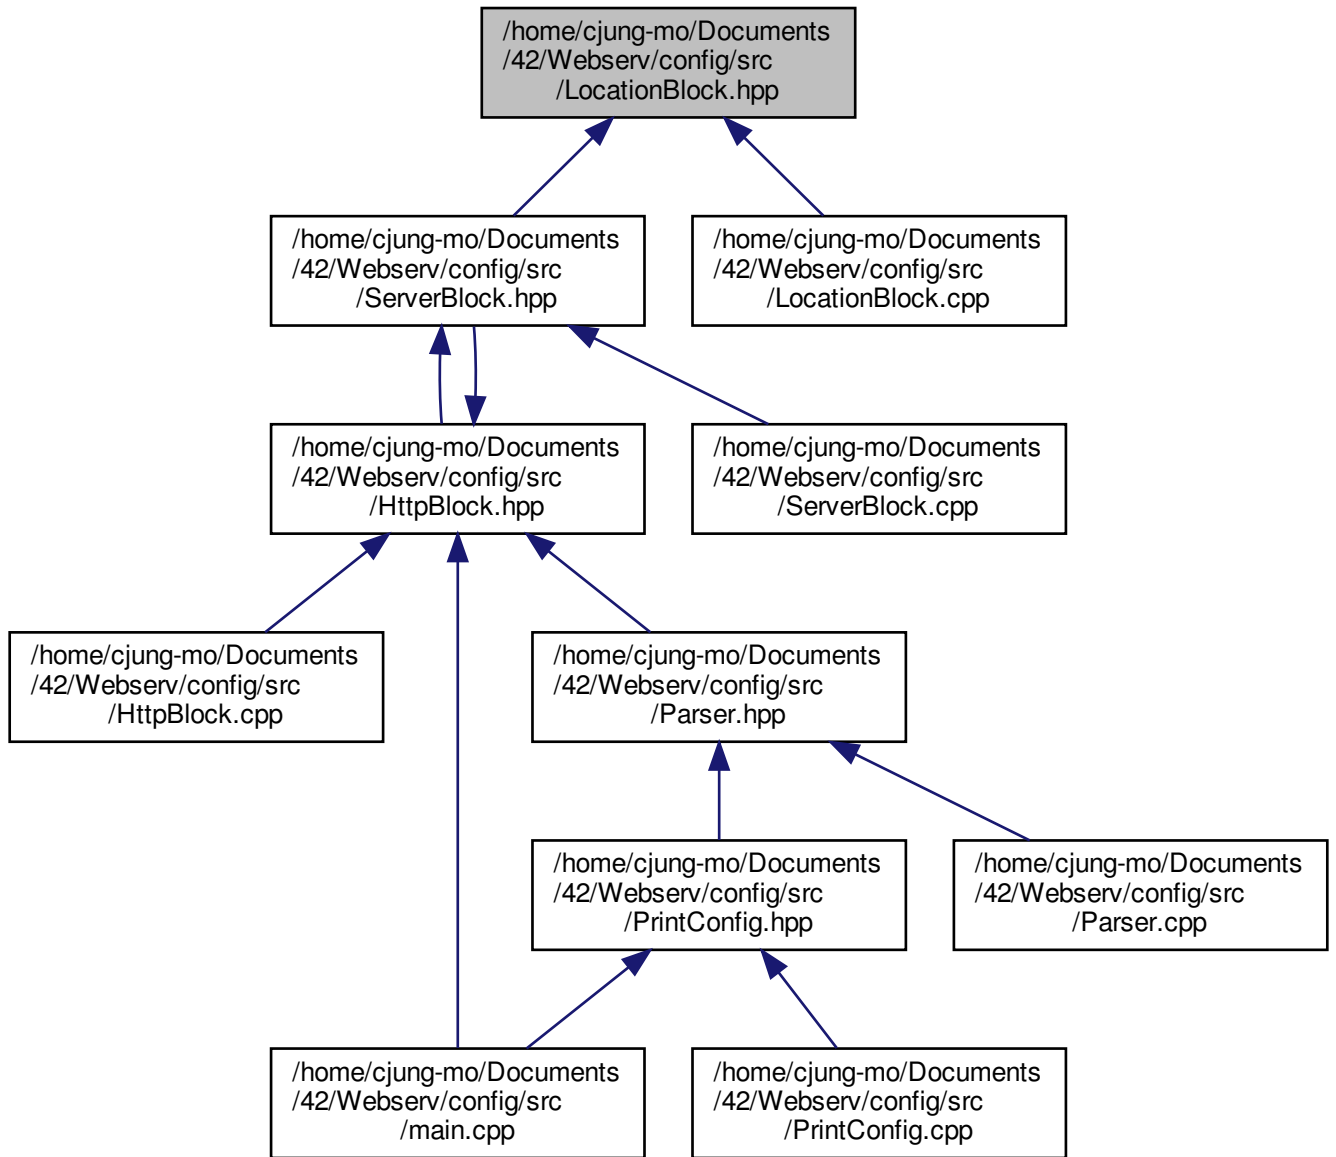 /home/cjung-mo/Documents
/42/Webserv/config/src
/LocationBlock.hpp
/home/cjung-mo/Documents
/42/Webserv/config/src
/ServerBlock.hpp
/home/cjung-mo/Documents
/42/Webserv/config/src
/LocationBlock.cpp
/home/cjung-mo/Documents
/42/Webserv/config/src
/HttpBlock.hpp
/home/cjung-mo/Documents
/42/Webserv/config/src
/ServerBlock.cpp
/home/cjung-mo/Documents
/42/Webserv/config/src
/HttpBlock.cpp
/home/cjung-mo/Documents
/42/Webserv/config/src
/Parser.hpp
/home/cjung-mo/Documents
/42/Webserv/config/src
/PrintConfig.hpp
/home/cjung-mo/Documents
/42/Webserv/config/src
/Parser.cpp
/home/cjung-mo/Documents
/42/Webserv/config/src
/main.cpp
/home/cjung-mo/Documents
/42/Webserv/config/src
/PrintConfig.cpp